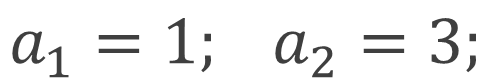 a₁ = 1; a₂ = 3;